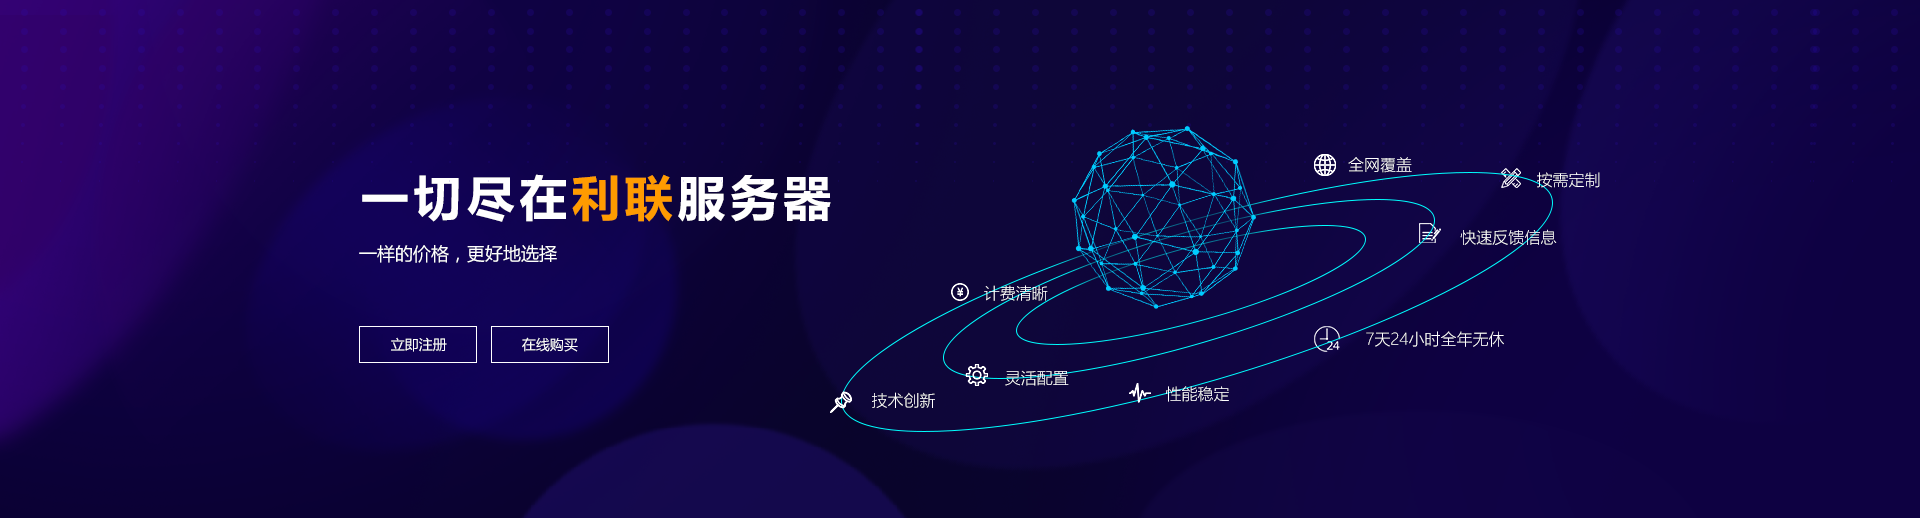 一切尽在利联服务器
一样的价格，更好地选择
立即注册
在线购买
全网覆盖
按需定制
快速反馈信息
计费清晰
7天24小时全年无休
24
灵活配置
性能稳定
技术创新